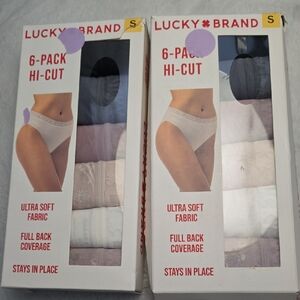 LUCKY BRAND S
6-PACK
HI-CUT
ULTRA SOFT
FABRIC
FULL BACK
COVERAGE
STAYS IN PLACE
LUCKY BRAND S
6-PACK
HI-CUT
ULTRA SOFT
FABRIC
FULL BACK
COVERAGE
STAYS IN PLACE